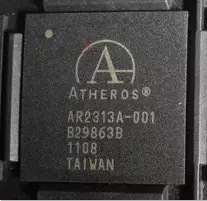 ATHEROS®
AR2313A-001
B29863B
1108
TAIWAN